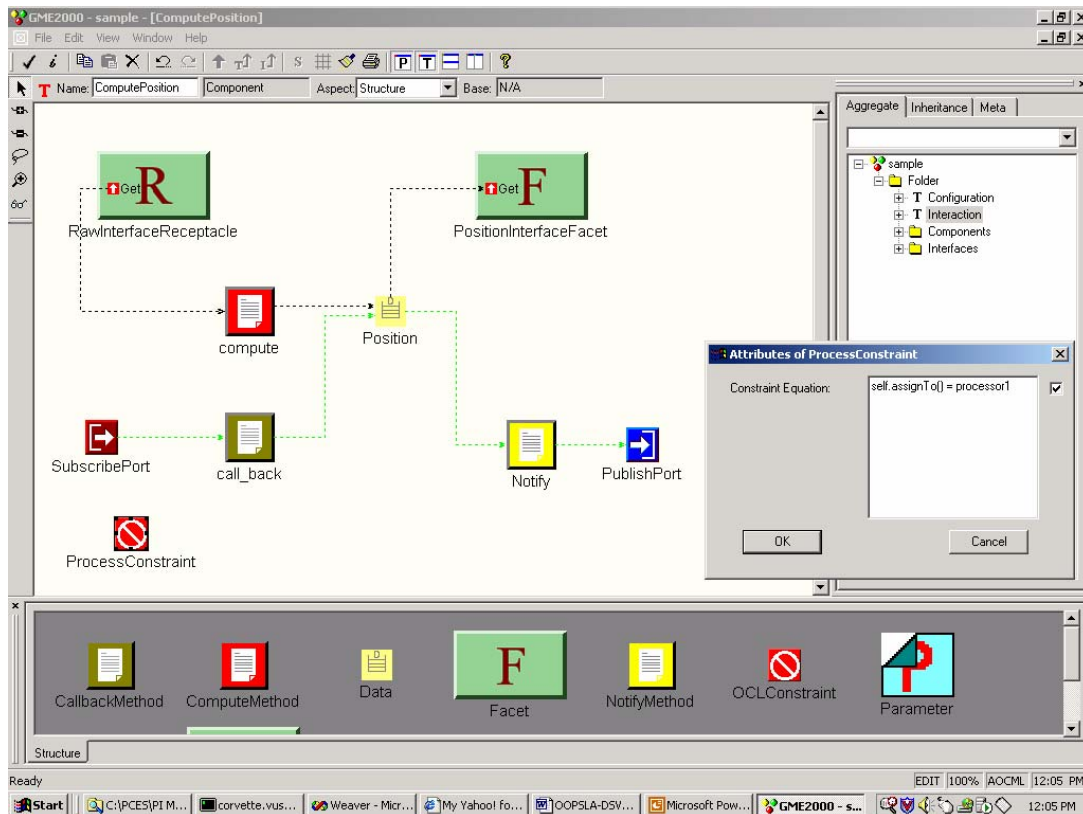 GME2000 - sample - [ComputePosition]
File Edit View Window Help
Name: ComputePosition Component Aspect: Structure Base: N/A
Aggregate Inheritance Meta
sample
Folder
T Configuration
T Interaction
Components
Interfaces
Get R
RawInterfaceReceptacle
Get F
PositionInterfaceFacet
compute
Position
SubscribePort
call_back
Notify
PublishPort
ProcessConstraint
Attributes of ProcessConstraint
Constraint Equation:
self.assignTo() = processor1
OK
Cancel
CallbackMethod
ComputeMethod
Data
F
Facet
NotifyMethod
OCLConstraint
P
Parameter
Structure
Ready
EDIT 100% AOCML 12:05 PM
Start C:\PCES\PI M... corvette.vus... Weaver - Micr... My Yahoo! fo... OOPSLA-DSV... Microsoft Pow... GME2000 - s... 12:05 PM